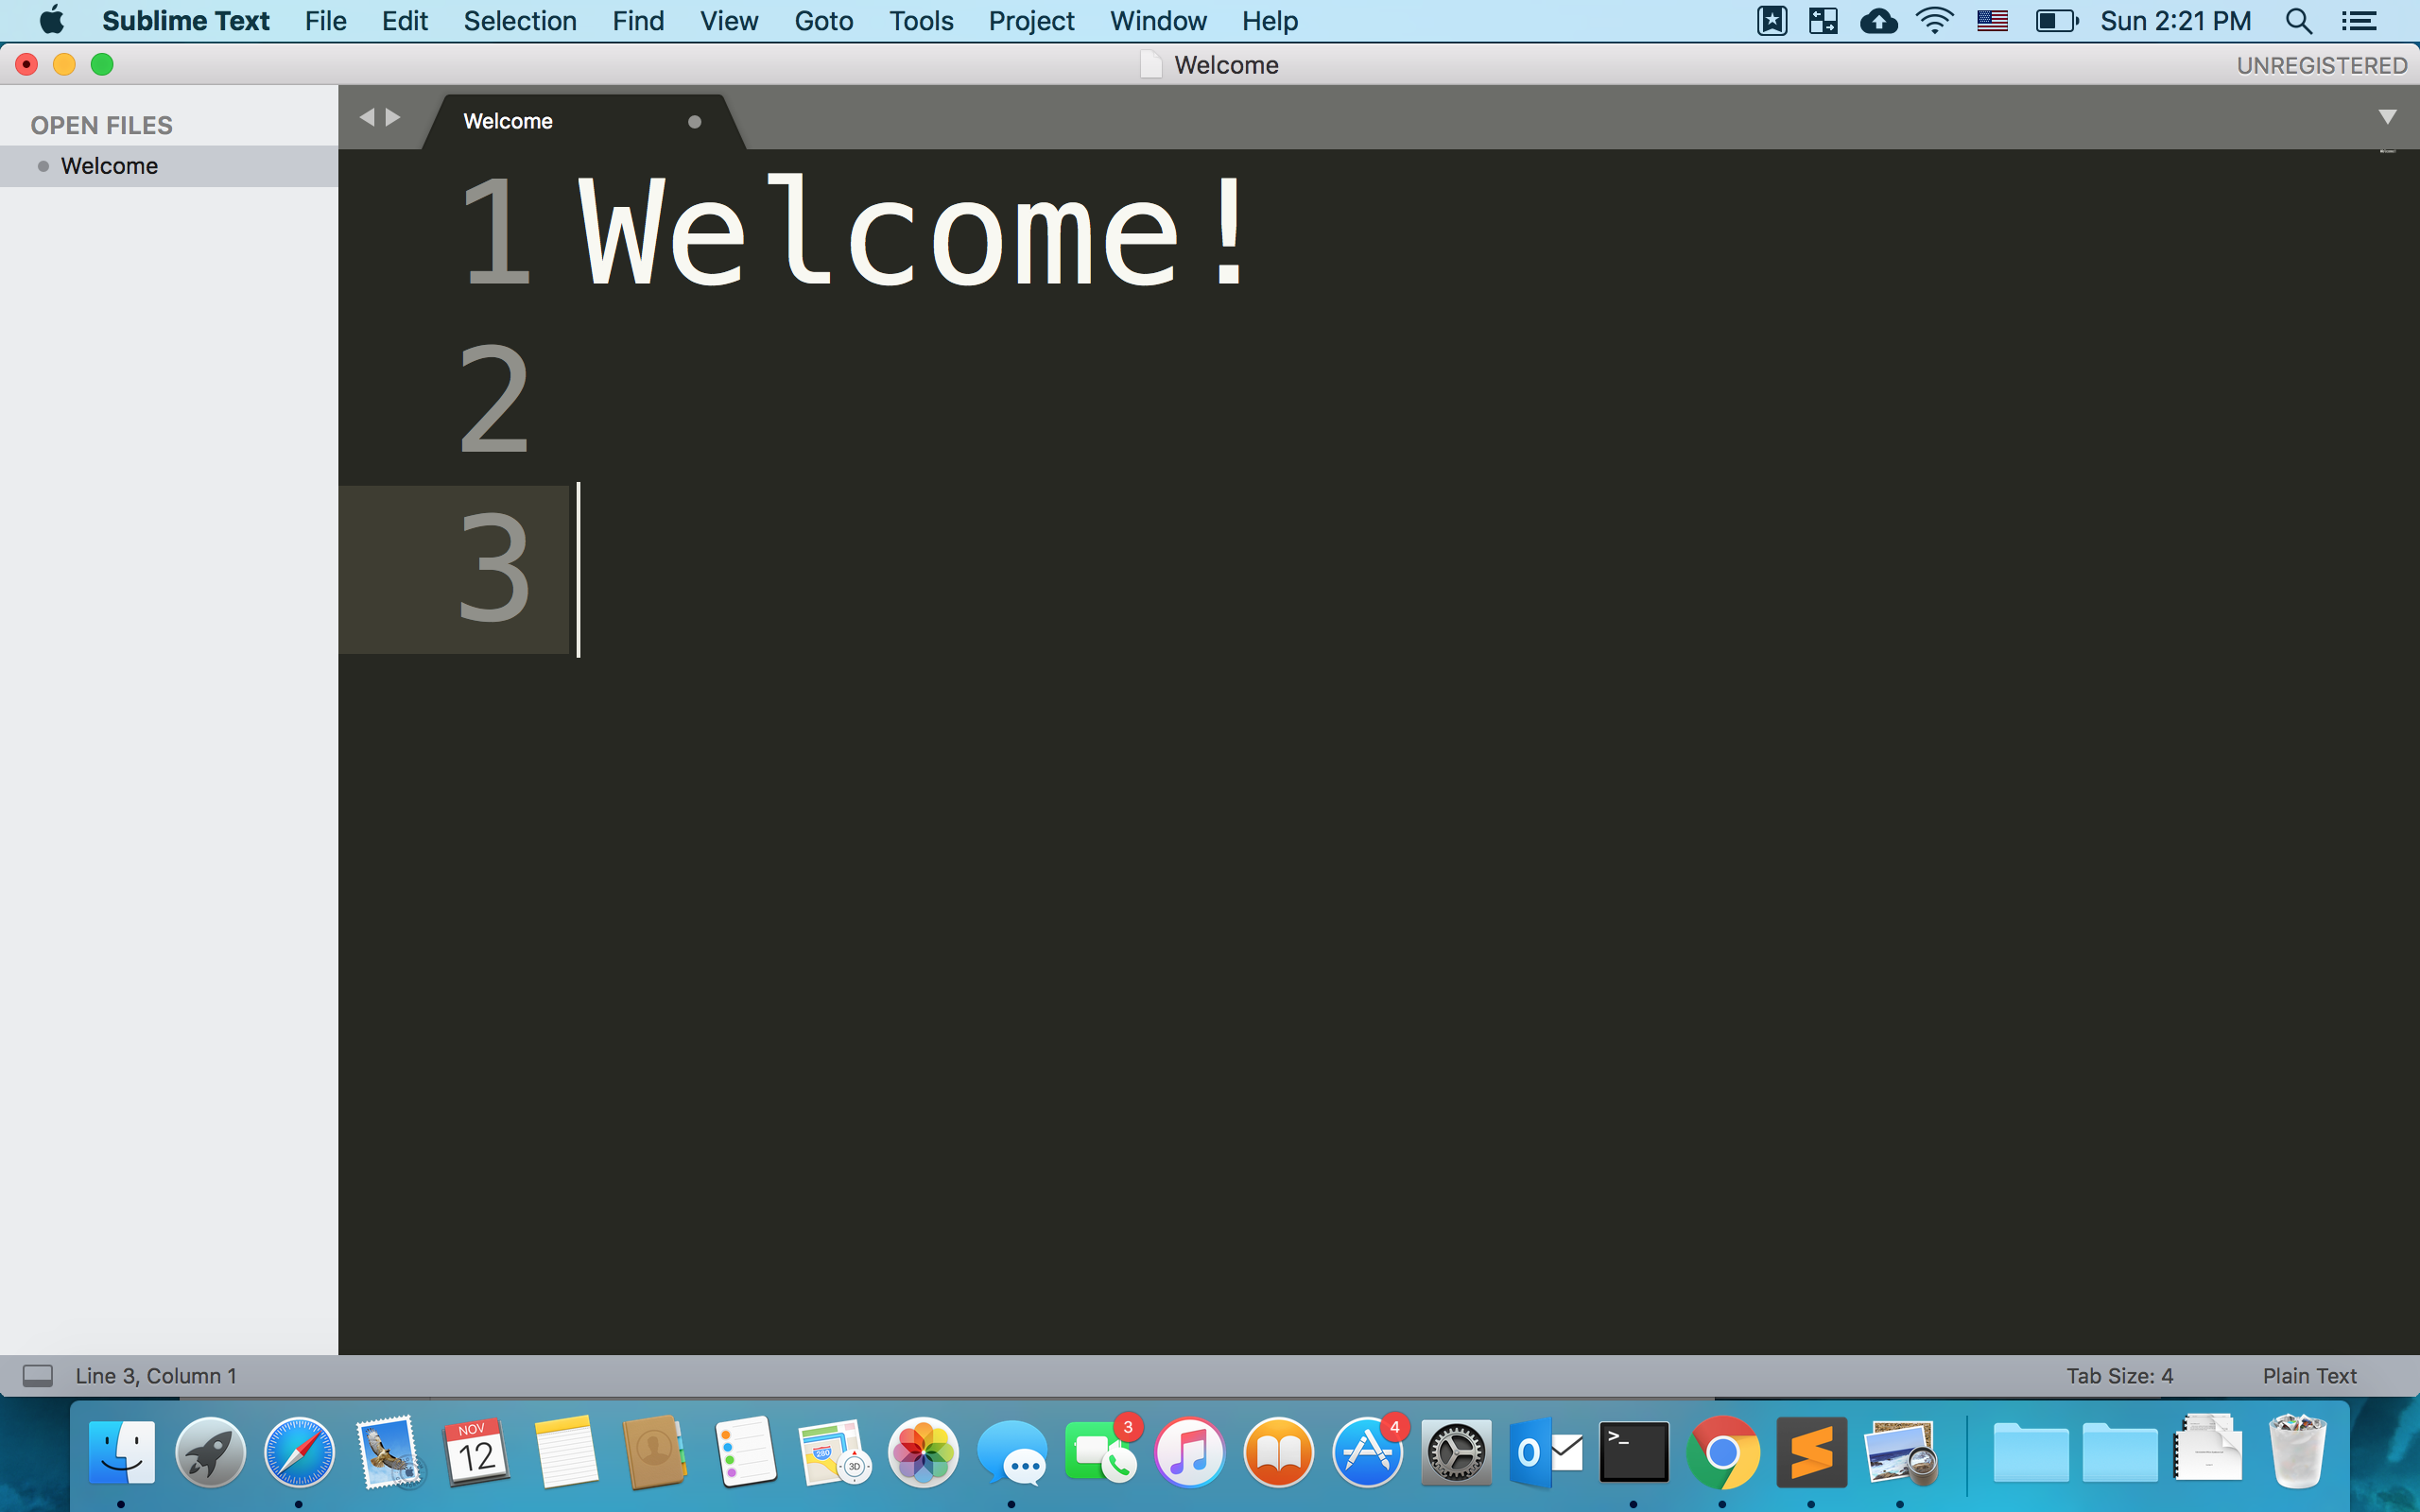 Sublime Text File Edit Selection Find View Goto Tools Project Window Help Sun 2:21 PM
Welcome UNREGISTERED
OPEN FILES
Welcome
Welcome
1 Welcome!
2
3
Line 3, Column 1 Tab Size: 4 Plain Text
NOV
12
280
3D
3
4
O
>_